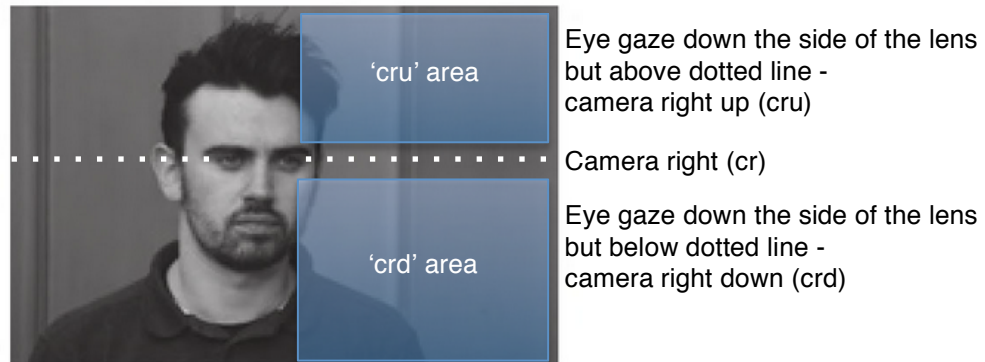 ‘cru’ area
Eye gaze down the side of the lens
but above dotted line -
camera right up (cru)
Camera right (cr)
‘crd’ area
Eye gaze down the side of the lens
but below dotted line -
camera right down (crd)